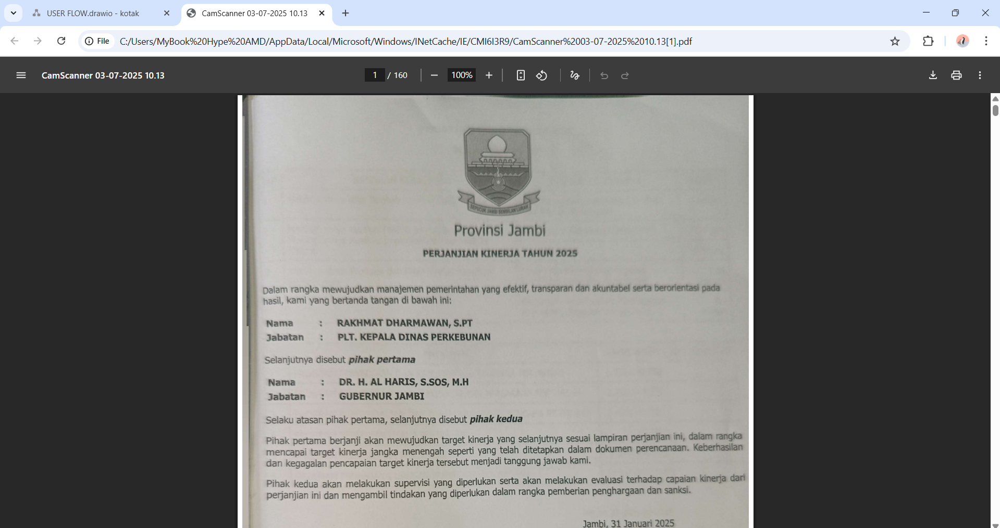 USER FLOW.drawio - kotak
CamScanner 03-07-2025 10.13
File
C:/Users/MyBook%20Hype%20AMD/AppData/Local/Microsoft/Windows/INetCache/IE/CMI6I3R9/CamScanner%2003-07-2025%2010.13[1].pdf
CamScanner 03-07-2025 10.13
1 / 160
100%
SEPUCUK JAMBI SEMBILAN LURAH
Provinsi Jambi
PERJANJIAN KINERJA TAHUN 2025
Dalam rangka mewujudkan manajemen pemerintahan yang efektif, transparan dan akuntabel serta berorientasi pada
hasil, kami yang bertanda tangan di bawah ini:
Nama : RAKHMAT DHARMAWAN, S.PT
Jabatan : PLT. KEPALA DINAS PERKEBUNAN
Selanjutnya disebut pihak pertama
Nama : DR. H. AL HARIS, S.SOS, M.H
Jabatan : GUBERNUR JAMBI
Selaku atasan pihak pertama, selanjutnya disebut pihak kedua
Pihak pertama berjanji akan mewujudkan target kinerja yang selanjutnya sesuai lampiran perjanjian ini, dalam rangka
mencapai target kinerja jangka menengah seperti yang telah ditetapkan dalam dokumen perencanaan. Keberhasilan
dan kegagalan pencapaian target kinerja tersebut menjadi tanggung jawab kami.
Pihak kedua akan melakukan supervisi yang diperlukan serta akan melakukan evaluasi terhadap capaian kinerja dari
perjanjian ini dan mengambil tindakan yang diperlukan dalam rangka pemberian penghargaan dan sanksi.
Jambi, 31 Januari 2025